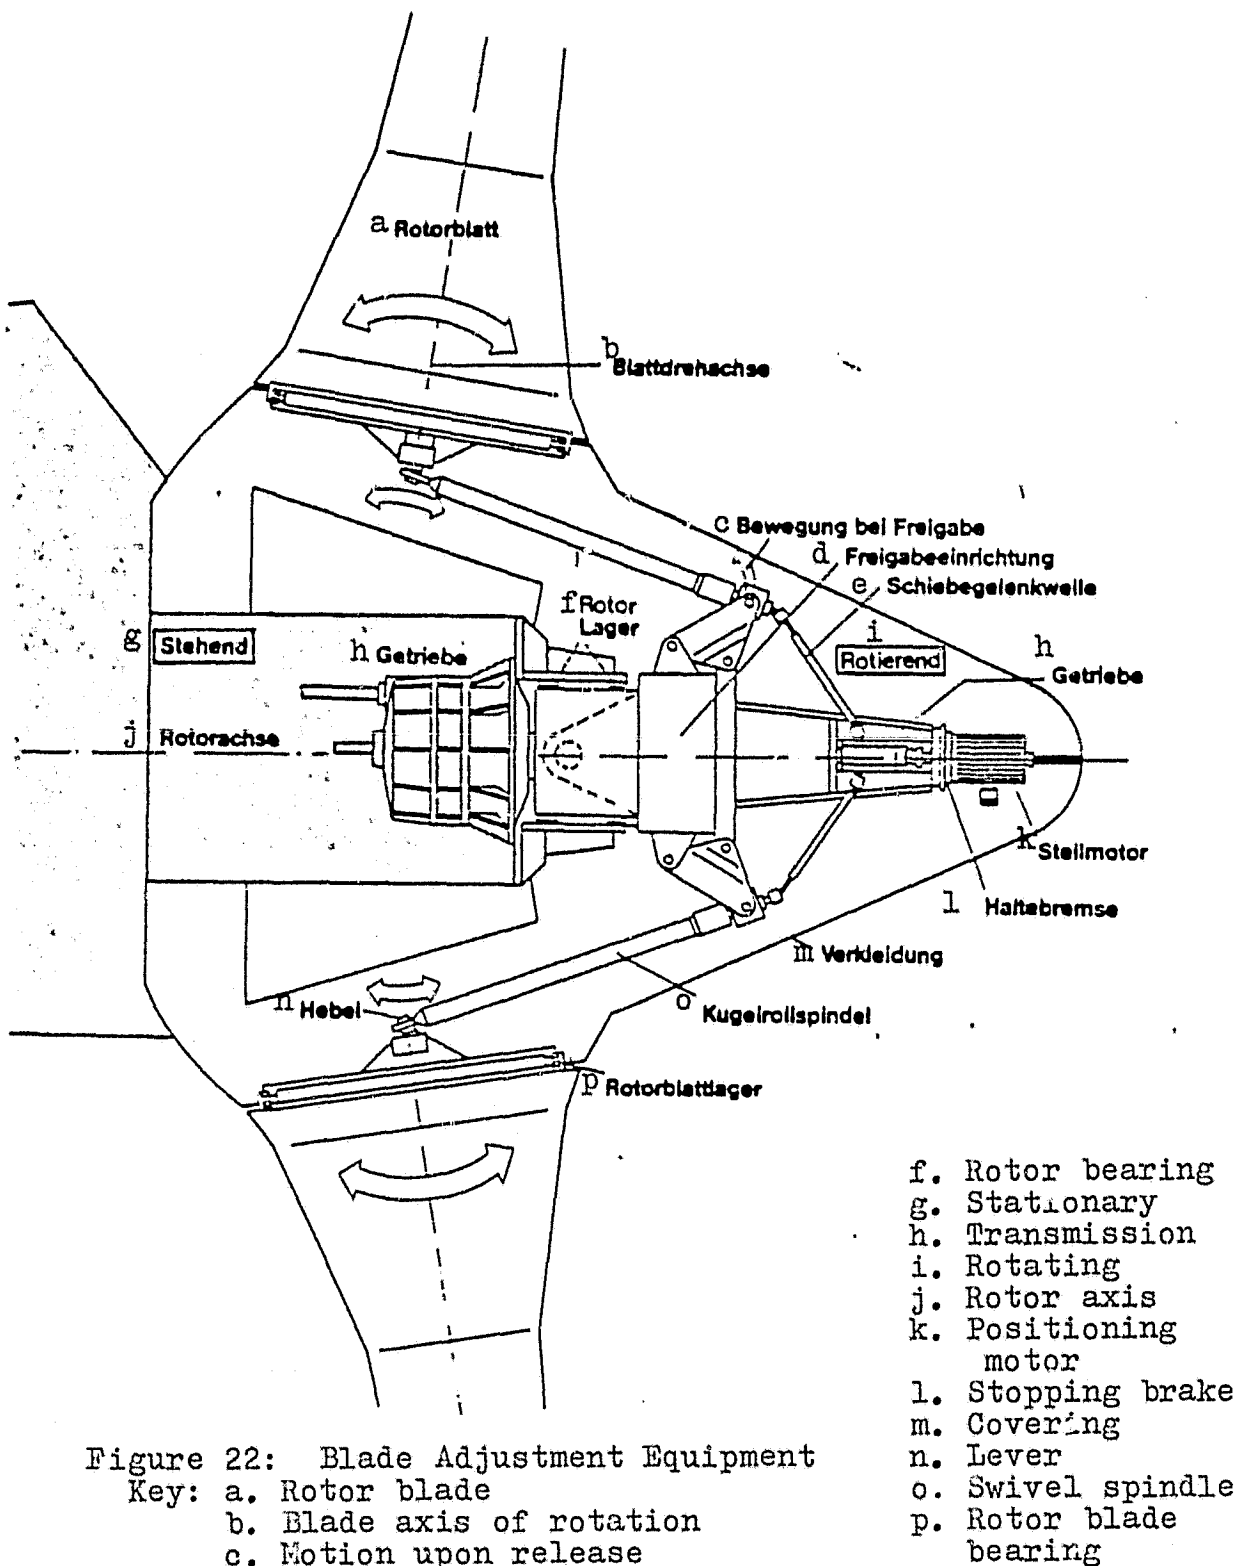 a Rotorblatt
b Blattdrehachse
c Bewegung bei Freigabe
d Freigabeeinrichtung
e Schiebegelenkwelle
f Rotor
Lager
g Stehend
h Getriebe
i
Rotierend
h
Getriebe
j Rotorachse
k Stellmotor
l Haltebremse
m Verkleidung
n Hebel
o Kugelrollspindel
p Rotorblattlager
Figure 22: Blade Adjustment Equipment
Key: a. Rotor blade
b. Blade axis of rotation
c. Motion upon release
f. Rotor bearing
g. Stationary
h. Transmission
i. Rotating
j. Rotor axis
k. Positioning
motor
l. Stopping brake
m. Covering
n. Lever
o. Swivel spindle
p. Rotor blade
bearing